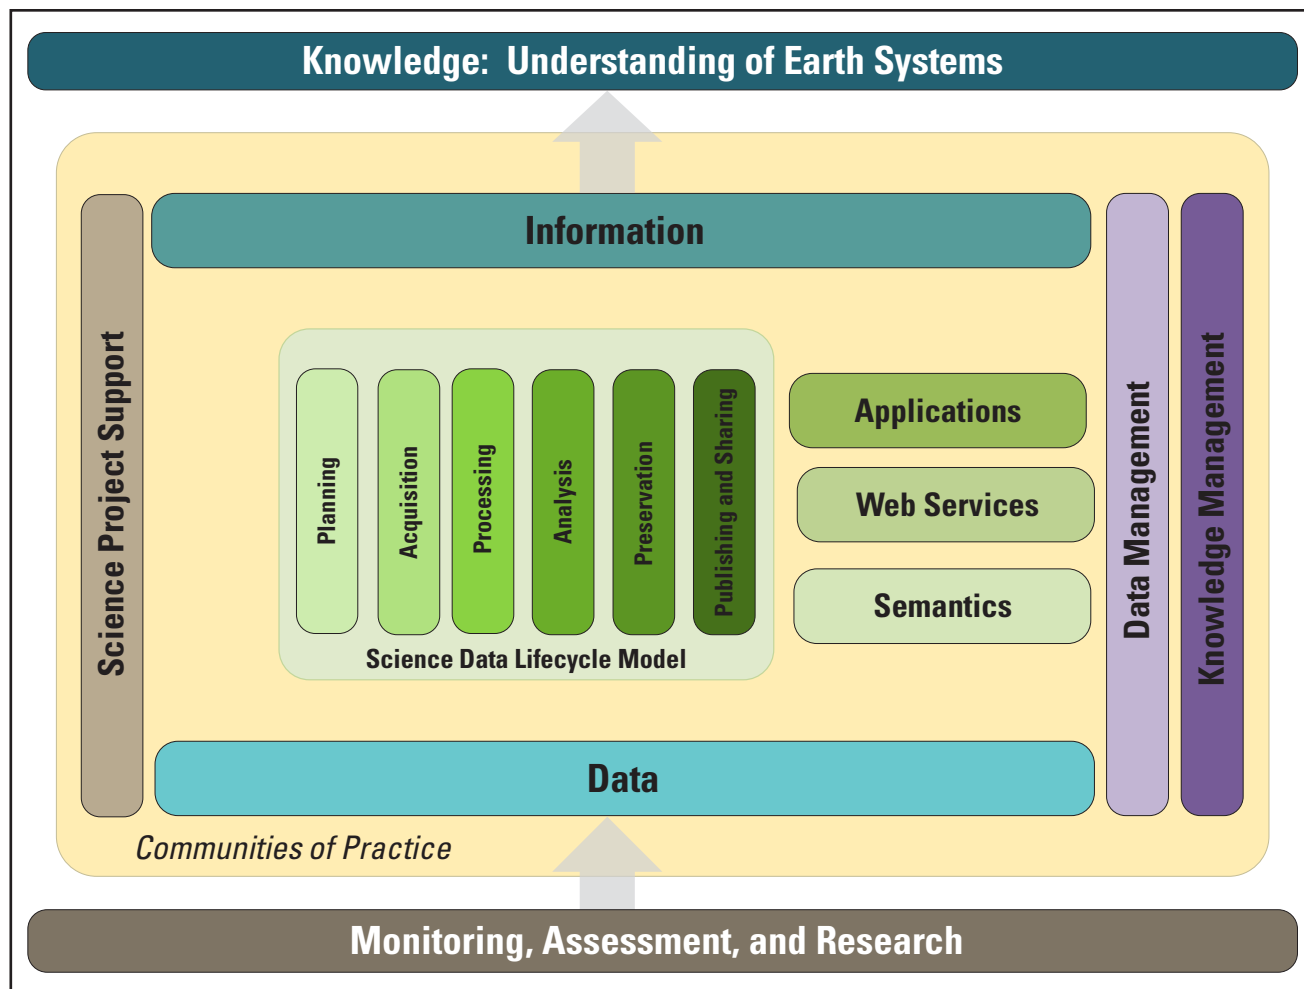 Knowledge:  Understanding of Earth Systems
Information
Science Project Support
Planning
Acquisition
Processing
Analysis
Preservation
Publishing and Sharing
Science Data Lifecycle Model
Applications
Web Services
Semantics
Data Management
Knowledge Management
Data
Communities of Practice
Monitoring, Assessment, and Research